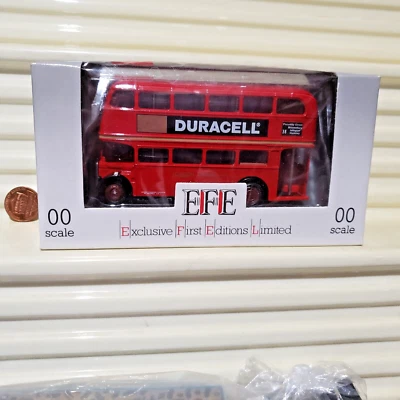 DURACELL®
EFE
00
scale
Exclusive First Editions Limited
00
scale